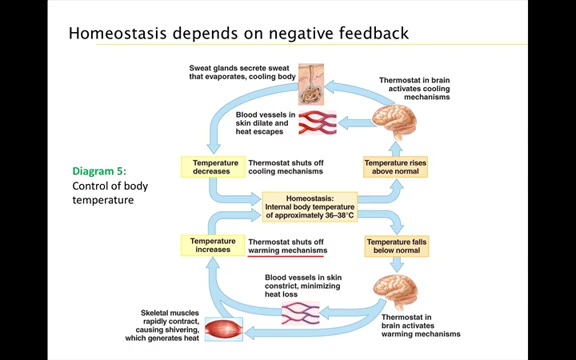 Homeostasis depends on negative feedback
Sweat glands secrete sweat
that evaporates, cooling body
Thermostat in brain
activates cooling
mechanisms
Blood vessels in
skin dilate and
heat escapes
Diagram 5:
Control of body
temperature
Temperature
decreases
Thermostat shuts off
cooling mechanisms
Temperature rises
above normal
Homeostasis:
Internal body temperature
of approximately 36–38°C
Temperature
increases
Thermostat shuts off
warming mechanisms
Temperature falls
below normal
Blood vessels in skin
constrict, minimizing
heat loss
Skeletal muscles
rapidly contract,
causing shivering,
which generates heat
Thermostat in
brain activates
warming mechanisms